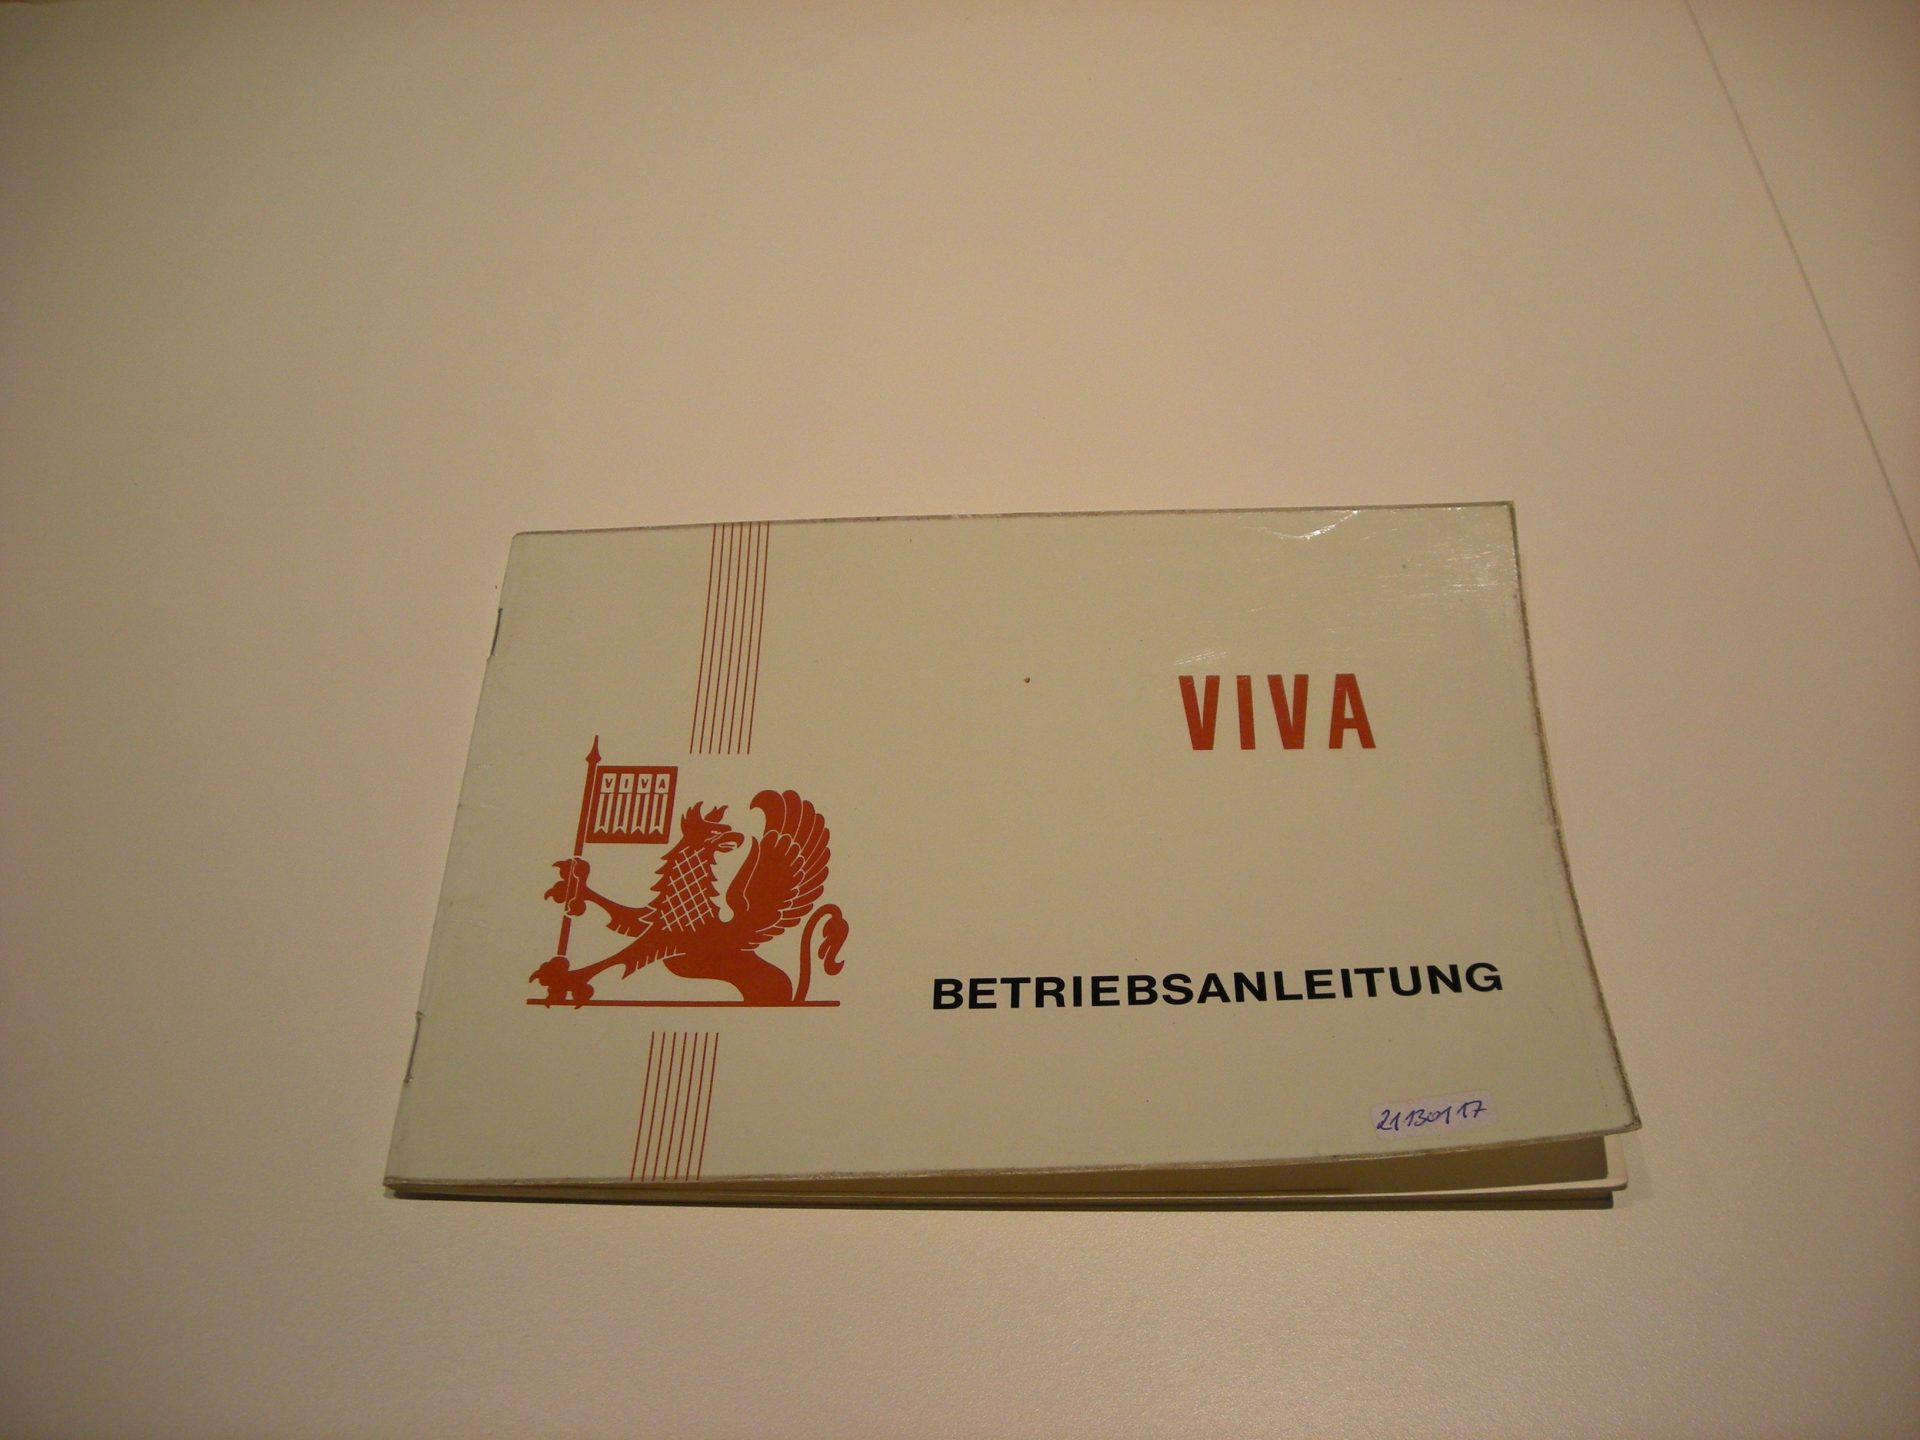 VIVA
VIVA
BETRIEBSANLEITUNG
21130117